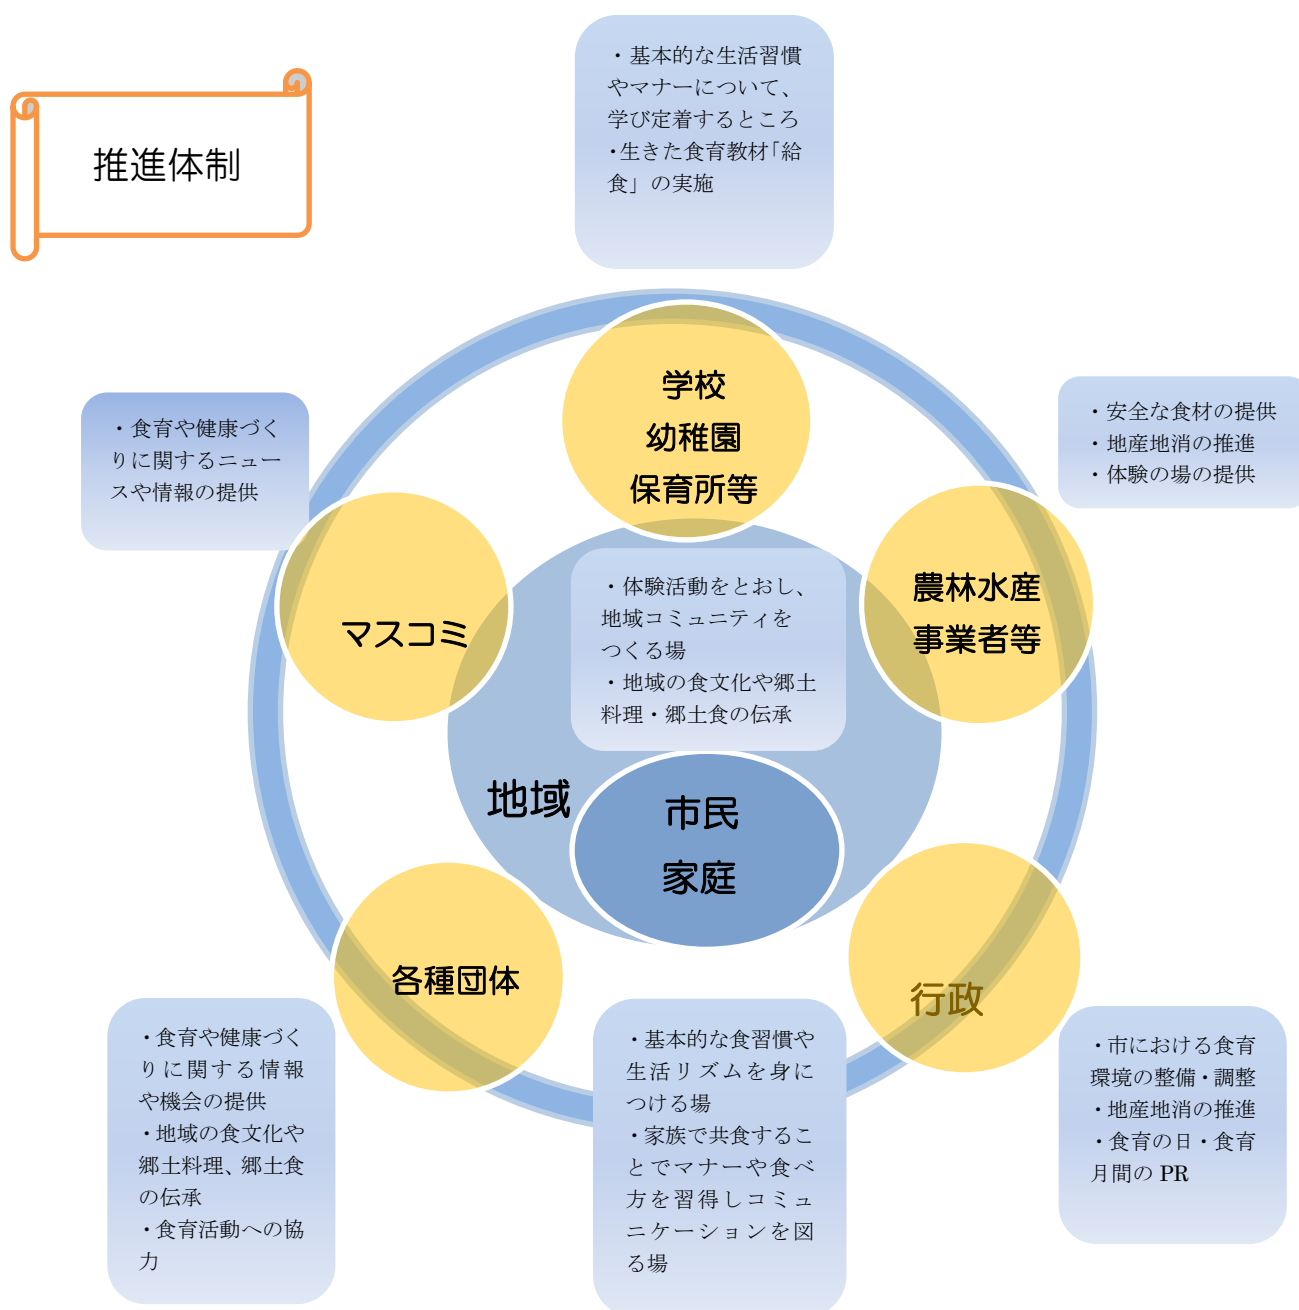 推進体制
・基本的な生活習慣
やマナーについて、
学び定着するところ
・生きた食育教材「給
食」の実施
学校
幼稚園
保育所等
・食育や健康づく
りに関するニュー
スや情報の提供
・安全な食材の提供
・地産地消の推進
・体験の場の提供
マスコミ
農林水産
事業者等
・体験活動をとおし、
地域コミュニティを
つくる場
・地域の食文化や郷土
料理・郷土食の伝承
地域
市民
家庭
各種団体
行政
・食育や健康づく
りに関する情報
や機会の提供
・地域の食文化や
郷土料理、郷土食
の伝承
・食育活動への協
力
・基本的な食習慣や
生活リズムを身に
つける場
・家族で共食するこ
とでマナーや食べ
方を習得しコミュ
ニケーションを図
る場
・市における食育
環境の整備・調整
・地産地消の推進
・食育の日・食育
月間の PR